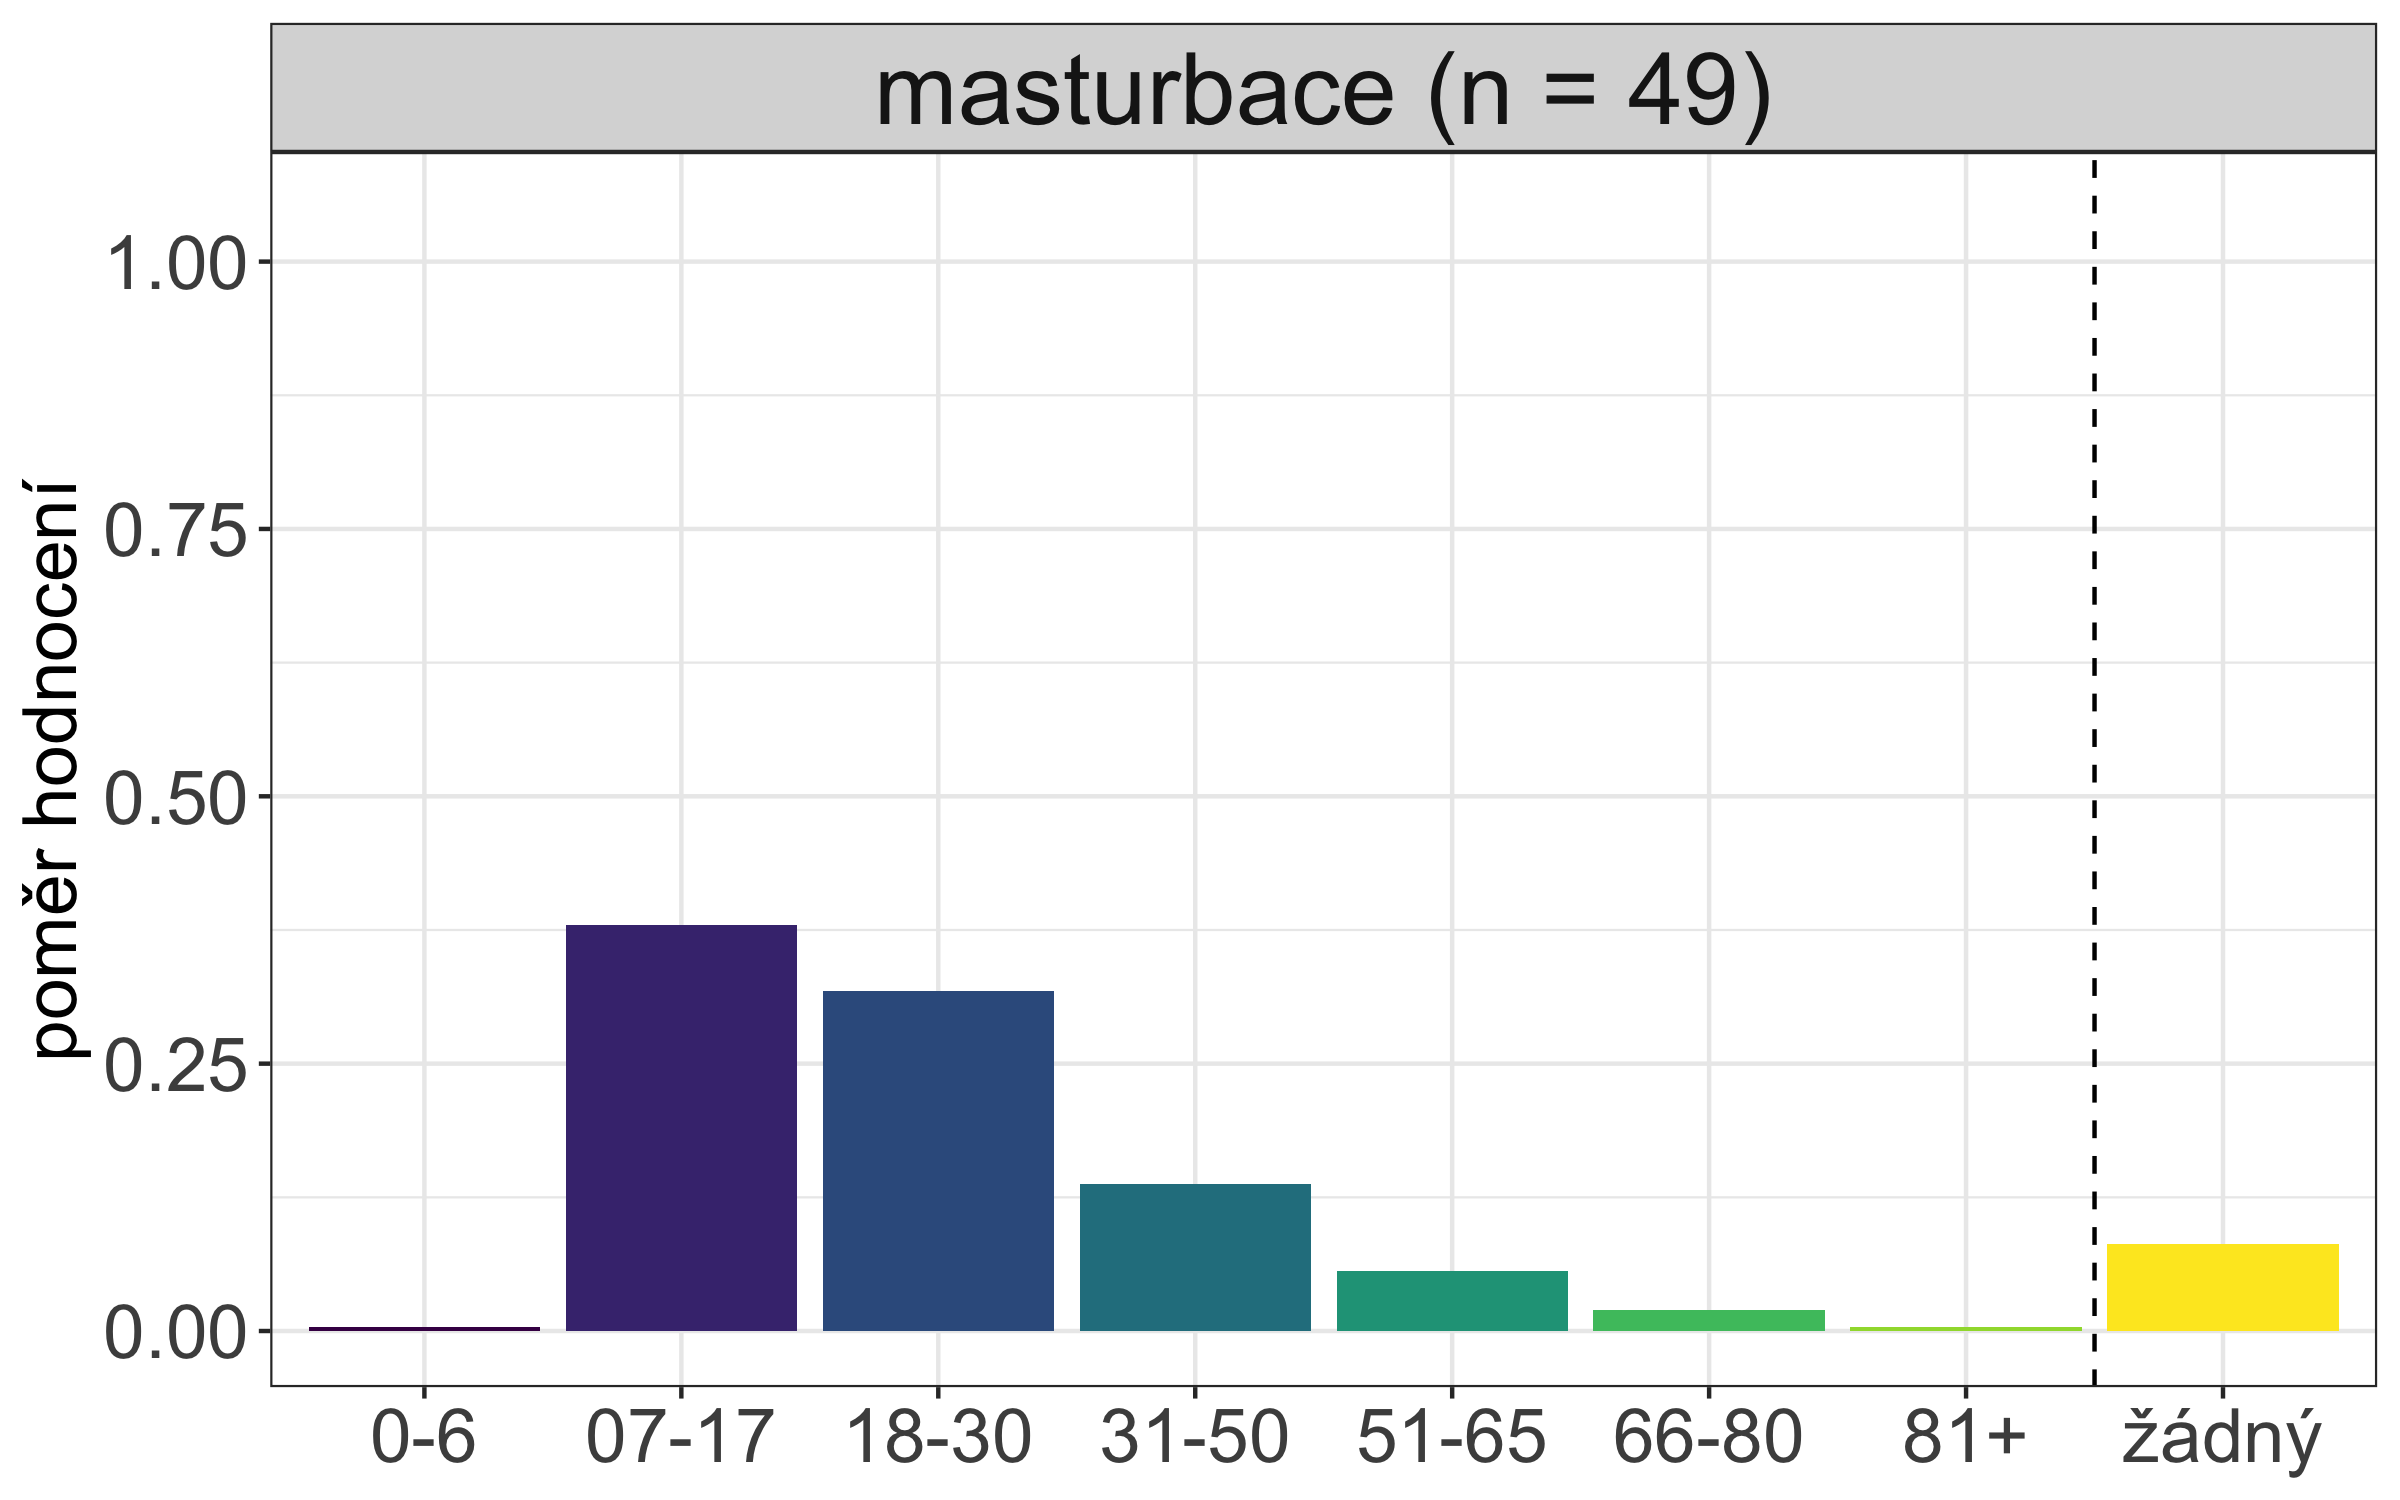 masturbace (n = 49)
poměr hodnocení
1.00
0.75
0.50
0.25
0.00
0-6 07-17 18-30 31-50 51-65 66-80 81+ žádný